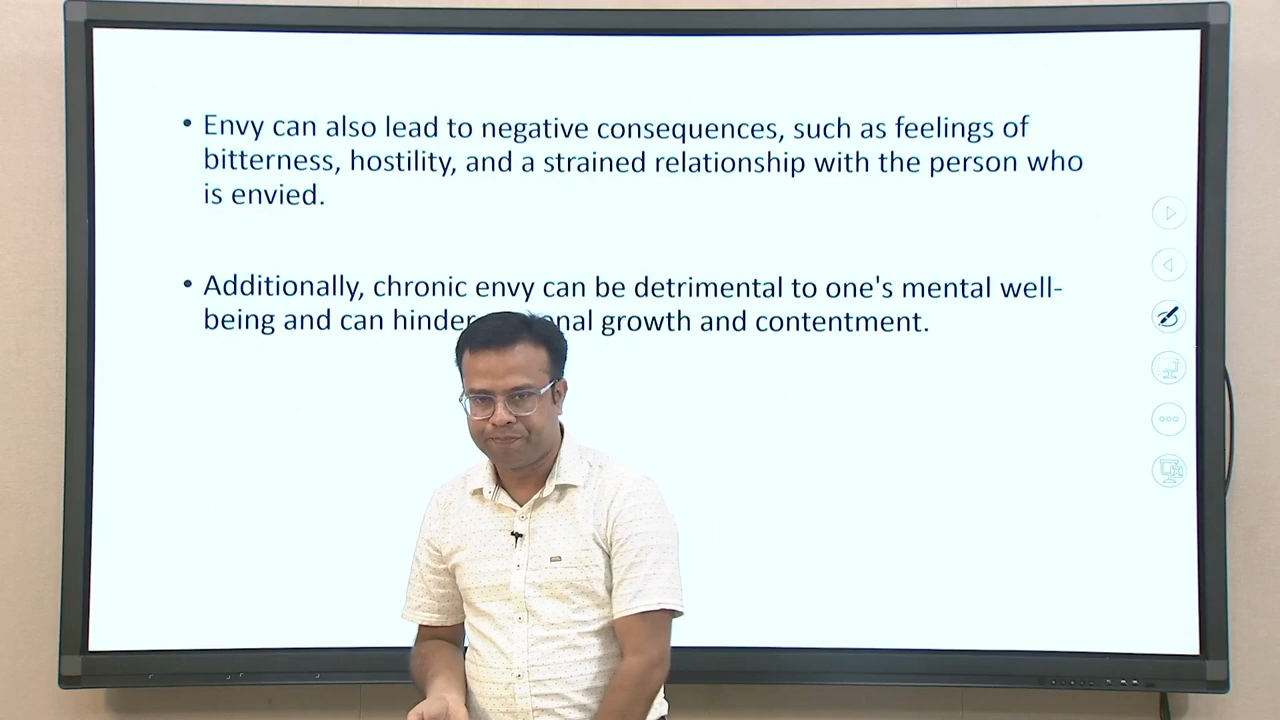 • Envy can also lead to negative consequences, such as feelings of
bitterness, hostility, and a strained relationship with the person who
is envied.
• Additionally, chronic envy can be detrimental to one's mental well-
being and can hinder growth and contentment.